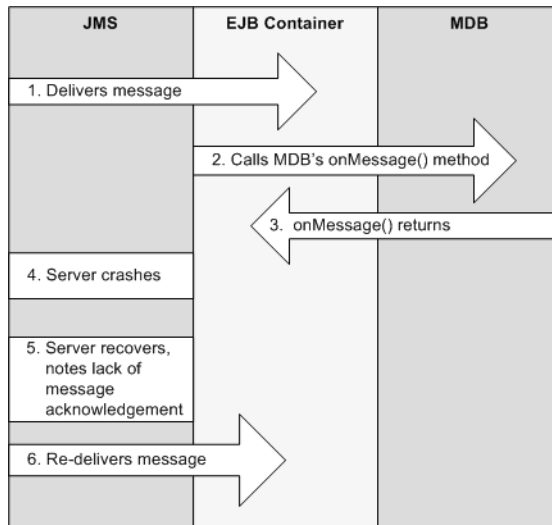 JMS EJB Container MDB
1. Delivers message
2. Calls MDB's onMessage() method
3. onMessage() returns
4. Server crashes
5. Server recovers,
notes lack of
message
acknowledgement
6. Re-delivers message